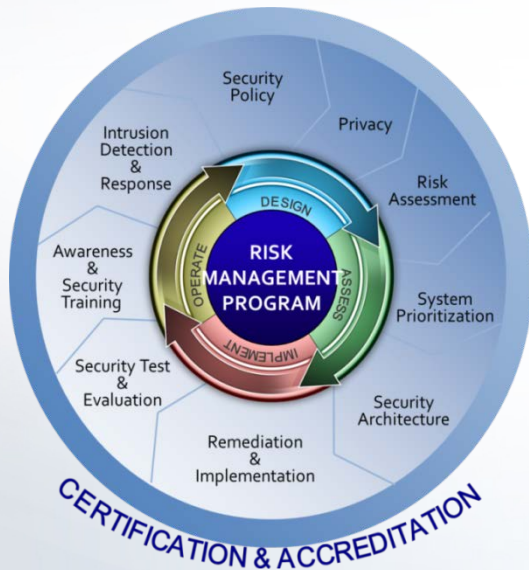 Security
Policy
Privacy
Risk
Assessment
System
Prioritization
Security
Architecture
Remediation
&
Implementation
Security Test
&
Evaluation
Awareness
&
Security
Training
Intrusion
Detection
&
Response
DESIGN
ASSESS
IMPLEMENT
OPERATE
RISK
MANAGEMENT
PROGRAM
CERTIFICATION & ACCREDITATION